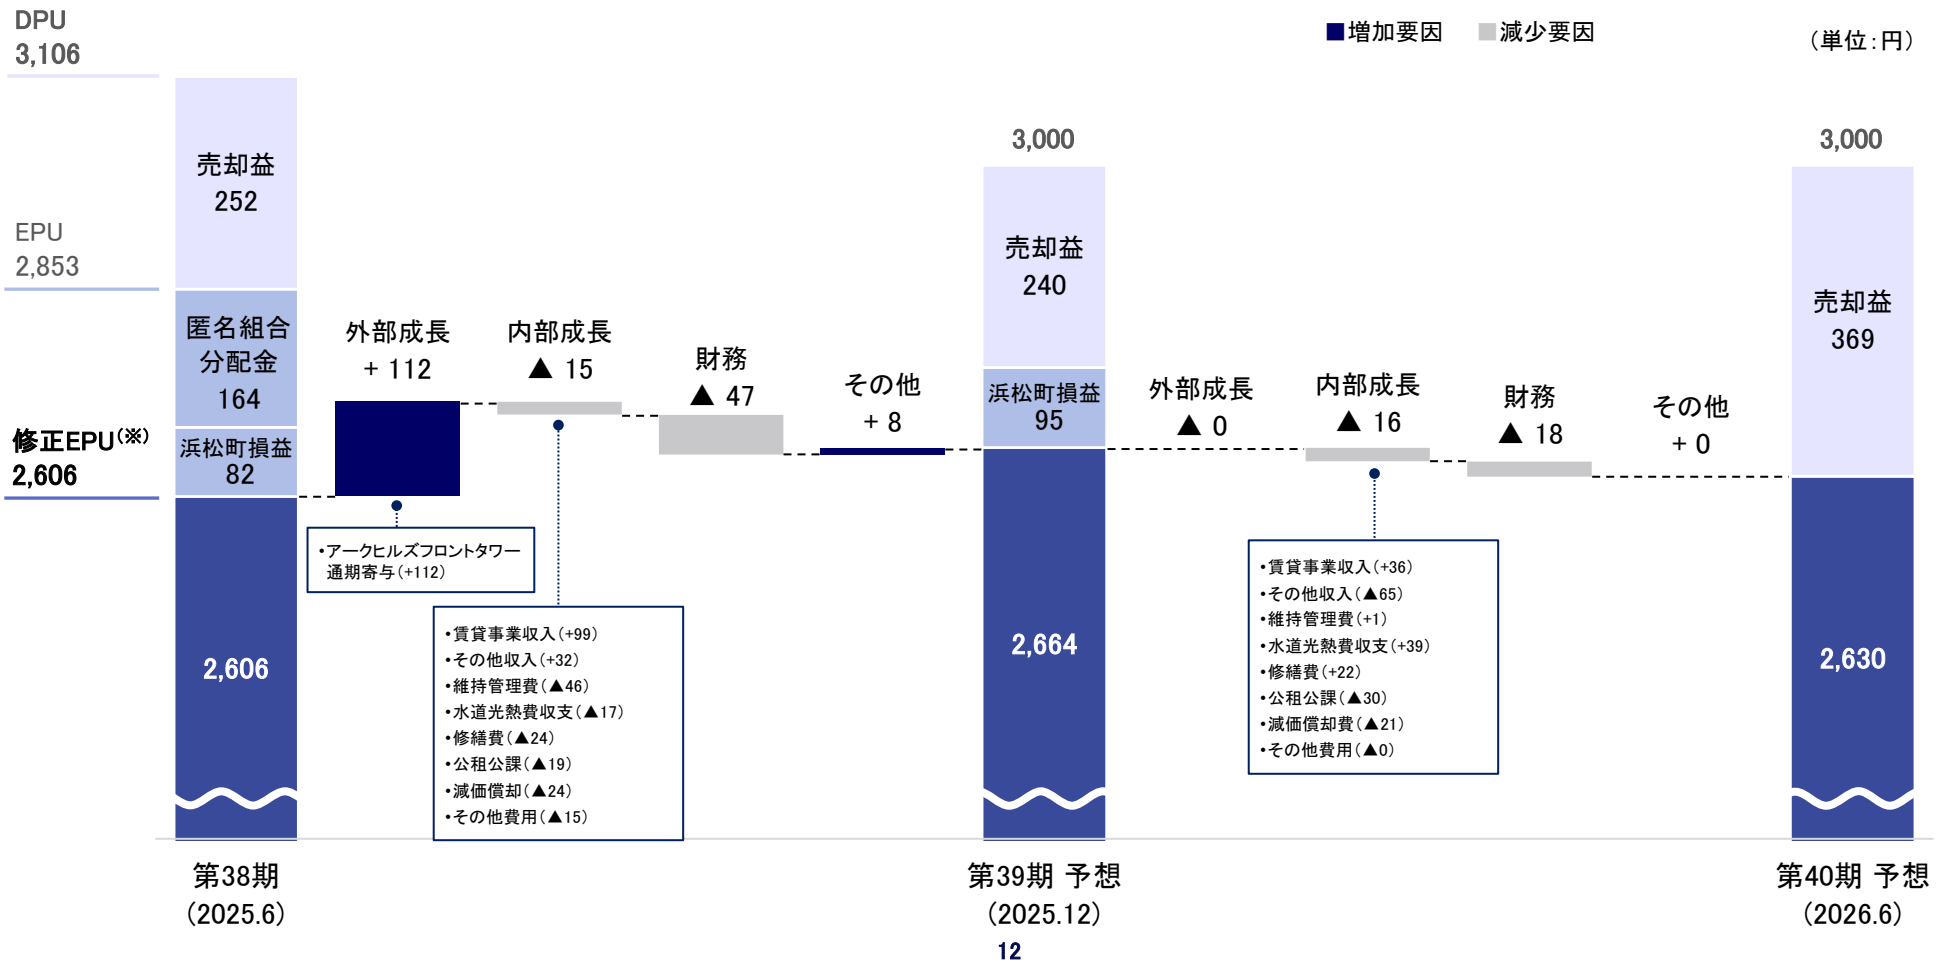 DPU
3,106
増加要因
減少要因
（単位：円）
売却益
252
EPU
2,853
匿名組合
分配金
164
修正EPU(※)
2,606
浜松町損益
82
2,606
外部成長
+ 112
内部成長
▲ 15
財務
▲ 47
その他
+ 8
・アークヒルズフロントタワー
通期寄与（+112）
・賃貸事業収入（+99）
・その他収入（+32）
・維持管理費（▲46）
・水道光熱費収支（▲17）
・修繕費（▲24）
・公租公課（▲19）
・減価償却（▲24）
・その他費用（▲15）
3,000
売却益
240
浜松町損益
95
2,664
外部成長
▲ 0
内部成長
▲ 16
財務
▲ 18
その他
+ 0
・賃貸事業収入（+36）
・その他収入（▲65）
・維持管理費（+1）
・水道光熱費収支（+39）
・修繕費（+22）
・公租公課（▲30）
・減価償却費（▲21）
・その他費用（▲0）
3,000
売却益
369
2,630
第38期
（2025.6）
第39期 予想
（2025.12）
第40期 予想
（2026.6）
12